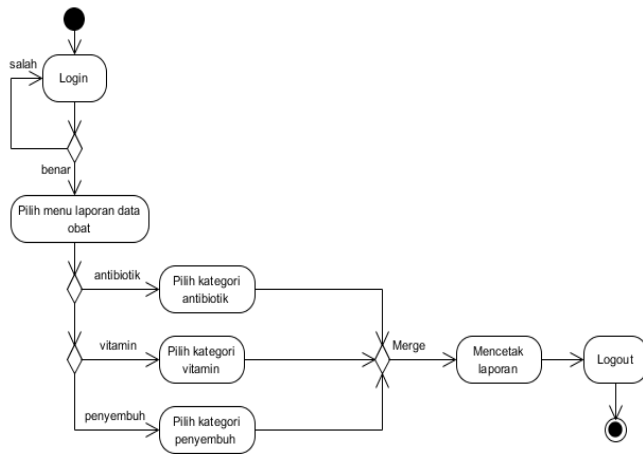 salah
Login
benar
Pilih menu laporan data
obat
antibiotik
Pilih kategori
antibiotik
vitamin
Pilih kategori
vitamin
Merge
Mencetak
laporan
Logout
penyembuh
Pilih kategori
penyembuh